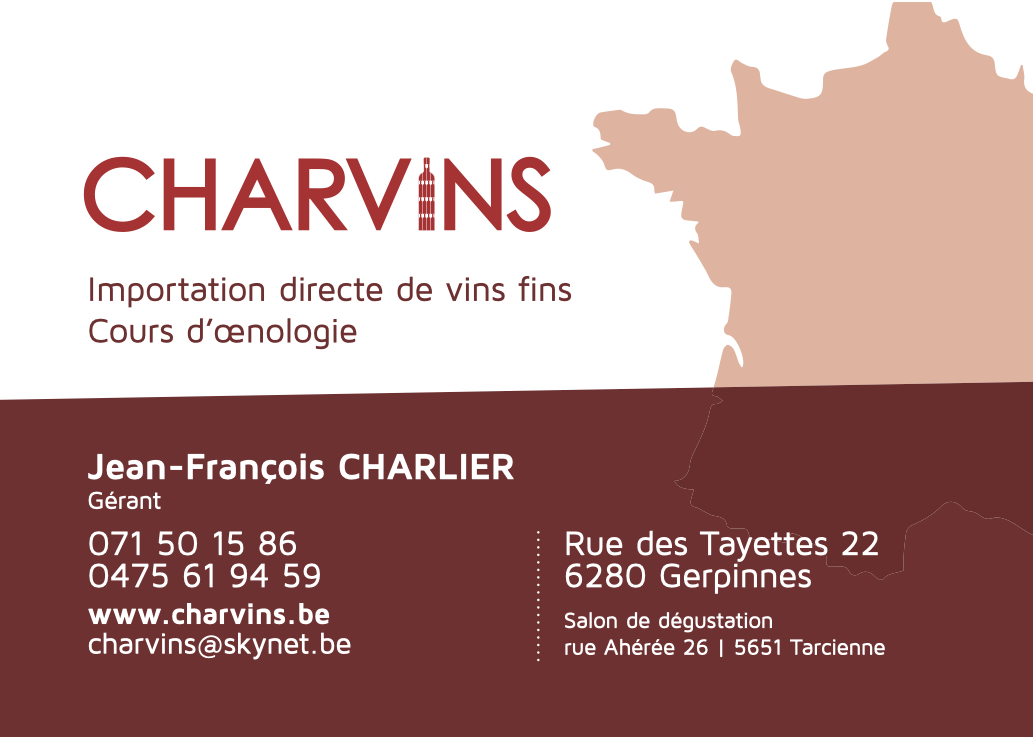 CHARVINS
Importation directe de vins fins
Cours d’œnologie
Jean-François CHARLIER
Gérant
071 50 15 86
0475 61 94 59
www.charvins.be
charvins@skynet.be
Rue des Tayettes 22
6280 Gerpinnes
Salon de dégustation
rue Ahérée 26 | 5651 Tarcienne